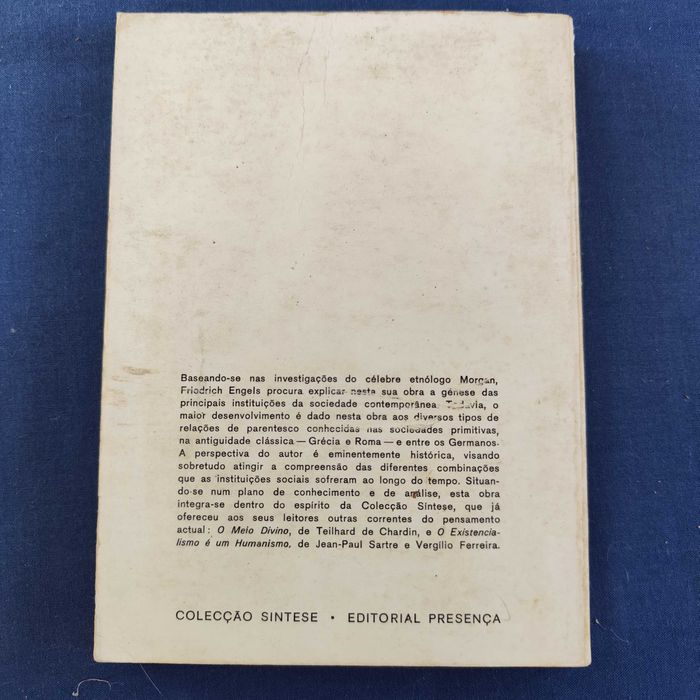 Baseando-se nas investigações do célebre etnólogo Morgan,
Friedrich Engels procura explicar nesta sua obra a génese das
principais instituições da sociedade contemporânea. Todavia, o
maior desenvolvimento é dado nesta obra aos diversos tipos de
relações de parentesco conhecidas nas sociedades primitivas,
na antiguidade clássica — Grécia e Roma — e entre os Germanos.
A perspectiva do autor é eminentemente histórica, visando
sobretudo atingir a compreensão das diferentes combinações
que as instituições sociais sofreram ao longo do tempo. Situan-
do-se num plano de conhecimento e de análise, esta obra
integra-se dentro do espírito da Colecção Síntese, que já
ofereceu aos seus leitores outras correntes do pensamento
actual: O Meio Divino, de Teilhard de Chardin, e O Existencia-
lismo é um Humanismo, de Jean-Paul Sartre e Vergílio Ferreira.
COLECÇÃO SINTESE • EDITORIAL PRESENÇA